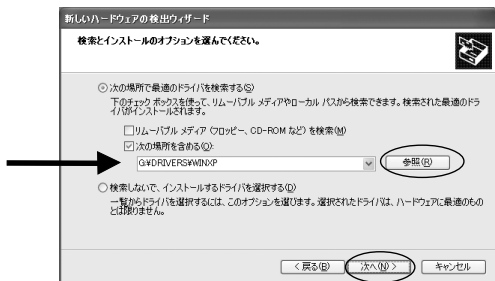 新しいハードウェアの検出ウィザード
検索とインストールのオプションを選んでください。
次の場所で最適のドライバを検索する(S)
下のチェック ボックスを使って、リムーバブル メディアやローカル パスから検索できます。検索された最適のドラ
イバがインストールされます。
リムーバブル メディア (フロッピー、CD-ROM など) を検索(M)
次の場所を含める(O):
G:¥DRIVERS¥WINXP
参照(R)
検索しないで、インストールするドライバを選択する(D)
一覧からドライバを選択するには、このオプションを選びます。選択されたドライバは、ハードウェアに最適のもの
とは限りません。
< 戻る(B)
次へ(N) >
キャンセル